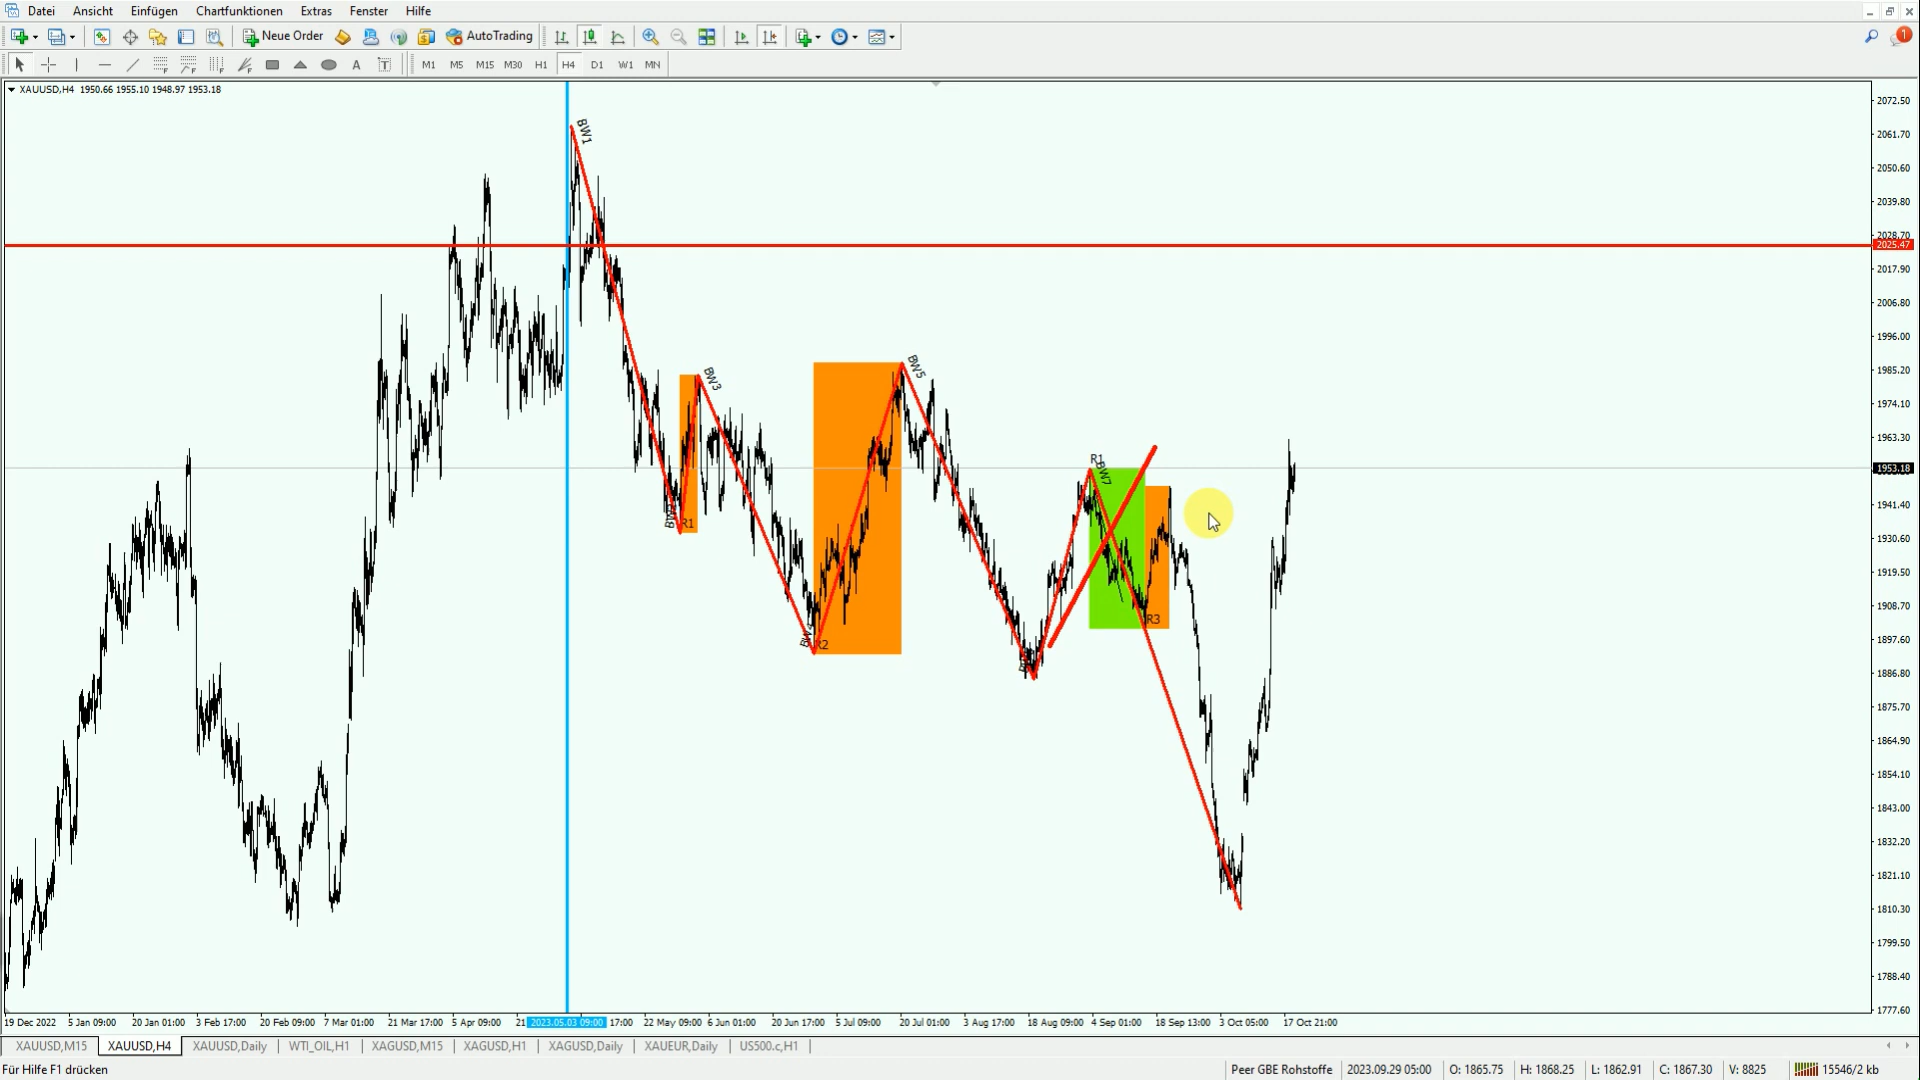 Datei Ansicht Einfügen Chartfunktionen Extras Fenster Hilfe
Neue Order AutoTrading 1
A T M1 M5 M15 M30 H1 H4 D1 W1 MN
XAUUSD,H4 1950.66 1955.10 1948.97 1953.18
2072.50
BW1
2061.70
2050.60
2039.80
2028.70
2025.47
2017.90
2006.80
1996.00
BW5
1985.20
BW3
1974.10
1963.30
R1
BW7
1953.18
1941.40
R1
1930.60
1919.50
1908.70
R3
1897.60
R2
1886.80
1875.70
1864.90
1854.10
1843.00
1832.20
1821.10
1810.30
1799.50
1788.40
1777.60
19 Dec 2022 5 Jan 09:00 20 Jan 01:00 3 Feb 17:00 20 Feb 09:00 7 Mar 01:00 21 Mar 17:00 5 Apr 09:00 21 2023.05.03 09:00 17:00 22 May 09:00 6 Jun 01:00 20 Jun 17:00 5 Jul 09:00 20 Jul 01:00 3 Aug 17:00 18 Aug 09:00 4 Sep 01:00 18 Sep 13:00 3 Oct 05:00 17 Oct 21:00
XAUUSD,M15 XAUUSD,H4 XAUUSD,Daily WTI_OIL,H1 XAGUSD,M15 XAGUSD,H1 XAGUSD,Daily XAUEUR,Daily US500.c,H1
Für Hilfe F1 drücken Peer GBE Rohstoffe 2023.09.29 05:00 O: 1865.75 H: 1868.25 L: 1862.91 C: 1867.30 V: 8825 15546/2 kb